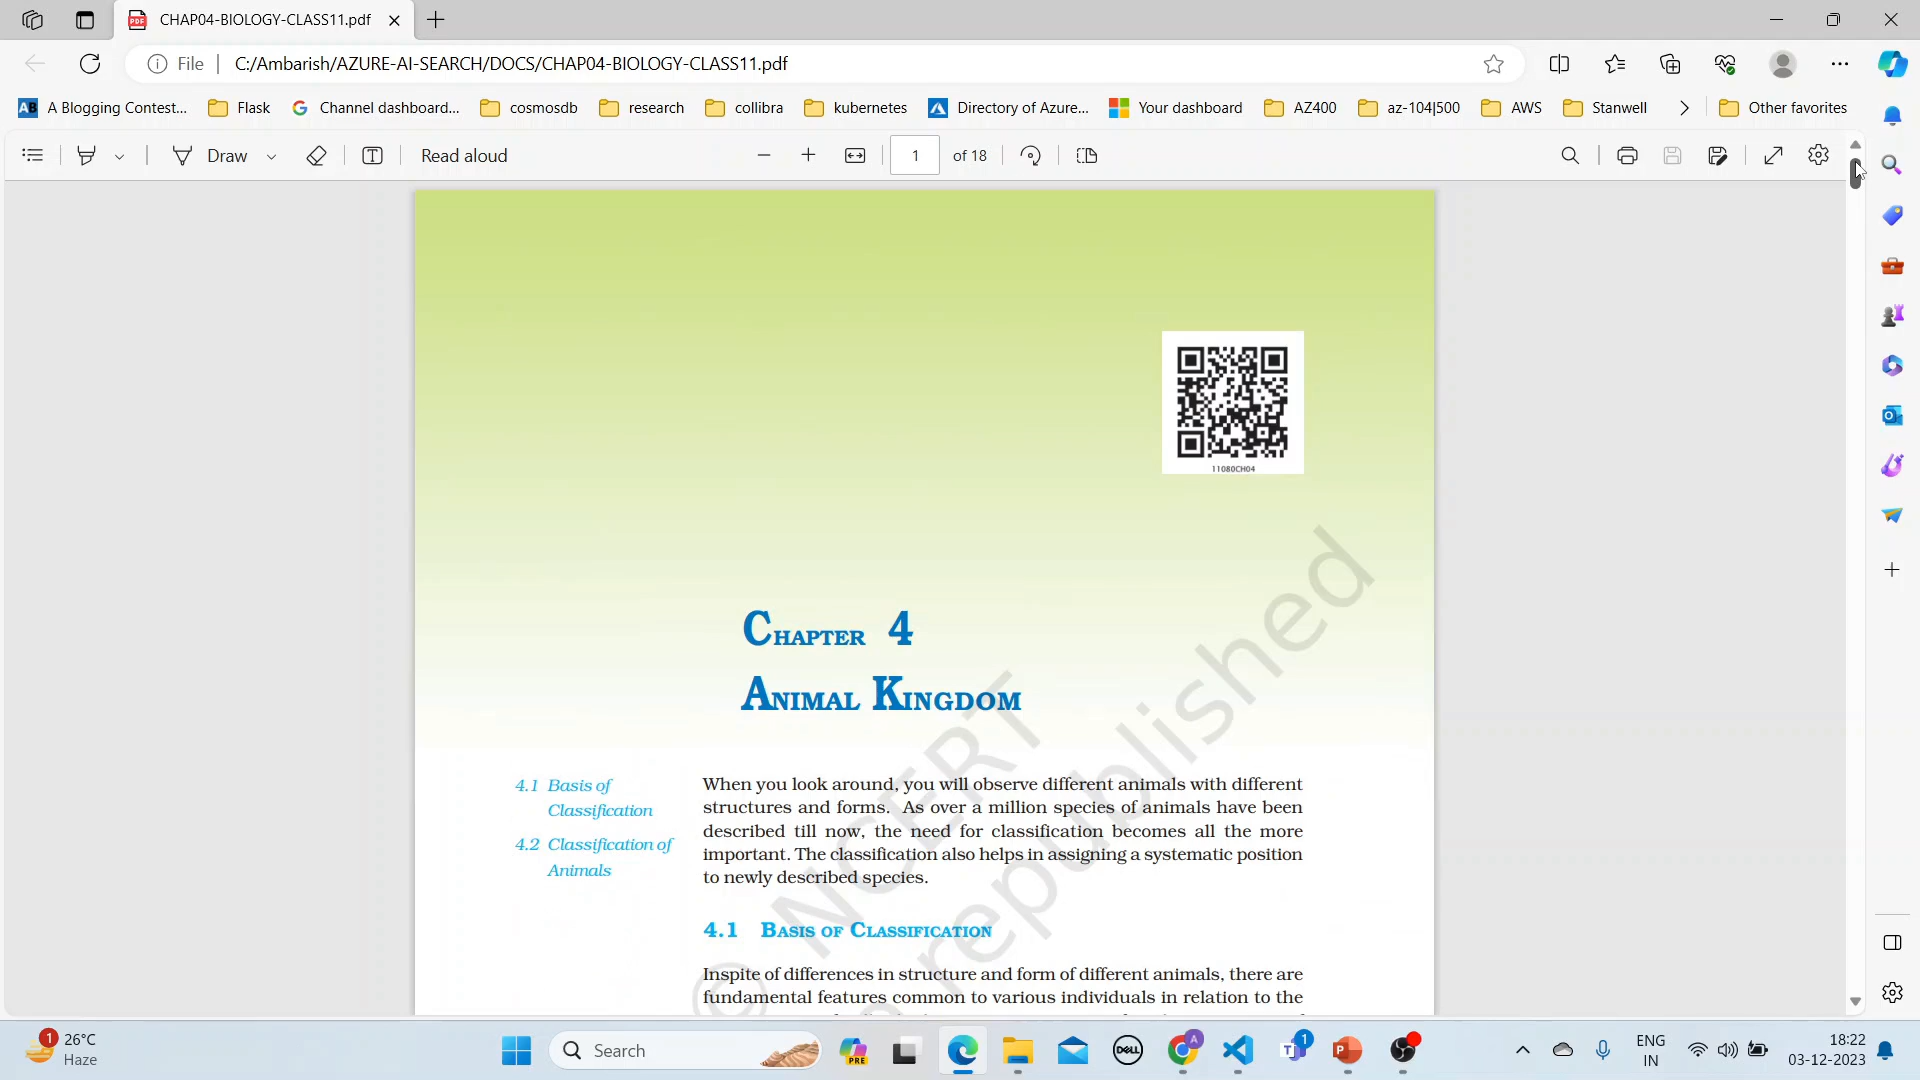 CHAP04-BIOLOGY-CLASS11.pdf
File C:/Ambarish/AZURE-AI-SEARCH/DOCS/CHAP04-BIOLOGY-CLASS11.pdf
A Blogging Contest... Flask Channel dashboard... cosmosdb research collibra kubernetes Directory of Azure... Your dashboard AZ400 az-104|500 AWS Stanwell Other favorites
Draw Read aloud 1 of 18
11080CH04
CHAPTER 4
ANIMAL KINGDOM
4.1 Basis of
Classification
4.2 Classification of
Animals
When you look around, you will observe different animals with different
structures and forms. As over a million species of animals have been
described till now, the need for classification becomes all the more
important. The classification also helps in assigning a systematic position
to newly described species.
4.1 BASIS OF CLASSIFICATION
Inspite of differences in structure and form of different animals, there are
fundamental features common to various individuals in relation to the
© NCERT
republished
1 26°C
Haze
Search
PRE
DELL
A
1
ENG
IN
18:22
03-12-2023